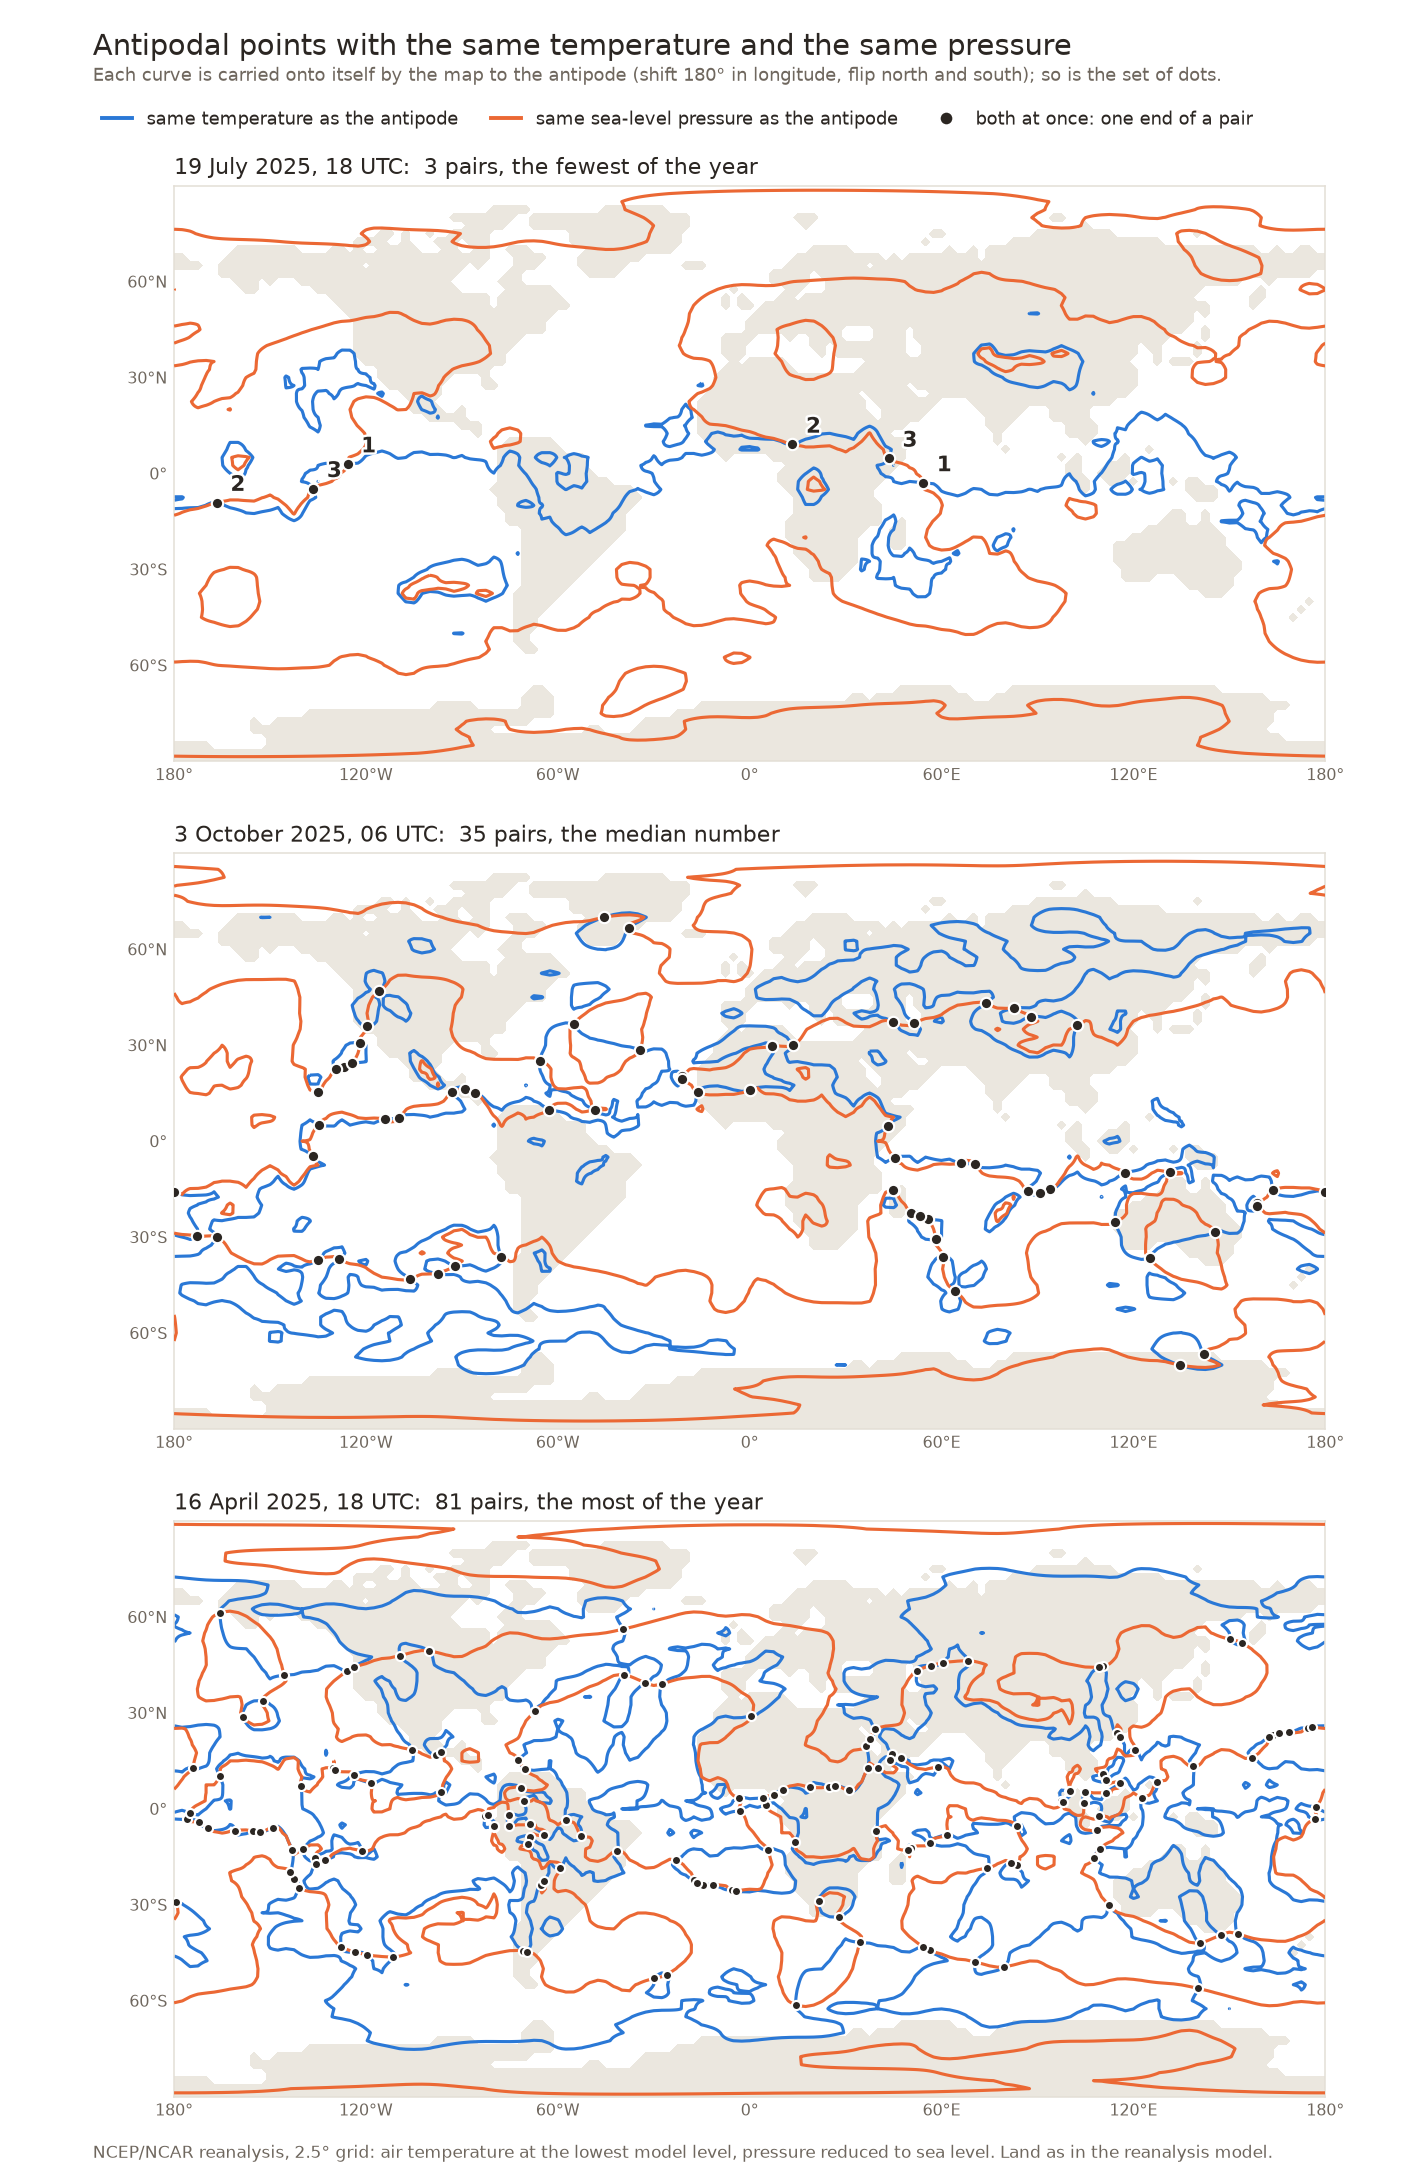 Antipodal points with the same temperature and the same pressure
Each curve is carried onto itself by the map to the antipode (shift 180° in longitude, flip north and south); so is the set of dots.
same temperature as the antipode same sea-level pressure as the antipode both at once: one end of a pair
19 July 2025, 18 UTC: 3 pairs, the fewest of the year
60°N
30°N
2
1
3
0°
3
1
2
30°S
60°S
180° 120°W 60°W 0° 60°E 120°E 180°
3 October 2025, 06 UTC: 35 pairs, the median number
60°N
30°N
0°
30°S
60°S
180° 120°W 60°W 0° 60°E 120°E 180°
16 April 2025, 18 UTC: 81 pairs, the most of the year
60°N
30°N
0°
30°S
60°S
180° 120°W 60°W 0° 60°E 120°E 180°
NCEP/NCAR reanalysis, 2.5° grid: air temperature at the lowest model level, pressure reduced to sea level. Land as in the reanalysis model.